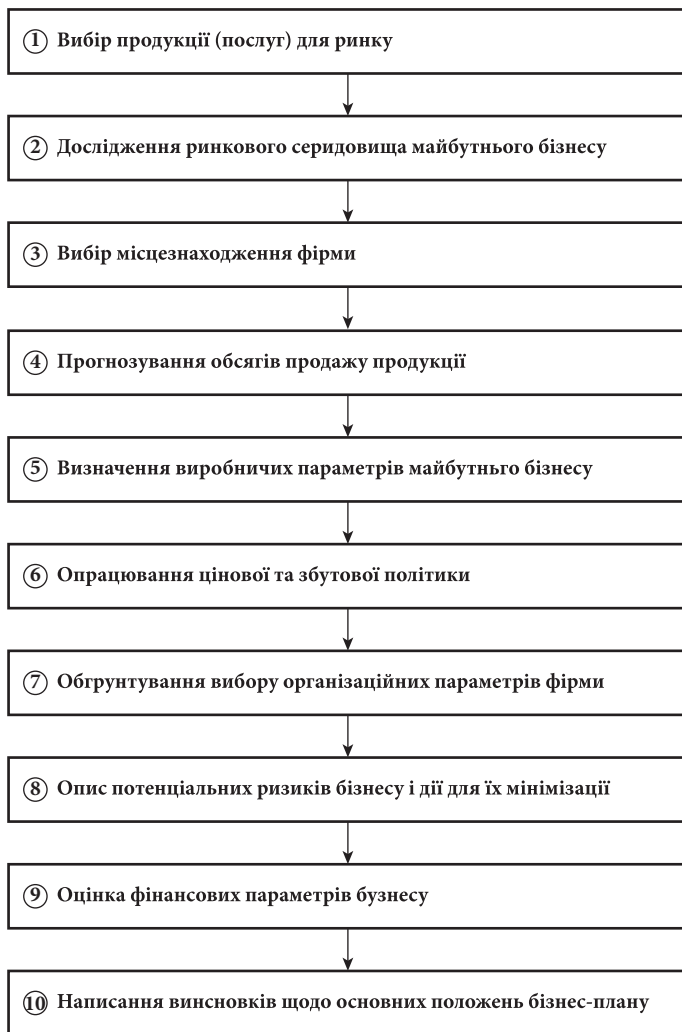 ① Вибір продукції (послуг) для ринку
② Дослідження ринкового серидовища майбутнього бізнесу
③ Вибір місцезнаходження фірми
④ Прогнозування обсягів продажу продукції
⑤ Визначення виробничих параметрів майбутньго бізнесу
⑥ Опрацювання цінової та збутової політики
⑦ Обгрунтування вибору організаційних параметрів фірми
⑧ Опис потенціальних ризиків бізнесу і дії для їх мінімізації
⑨ Оцінка фінансових параметрів бузнесу
⑩ Написання винсновків щодо основних положень бізнес-плану